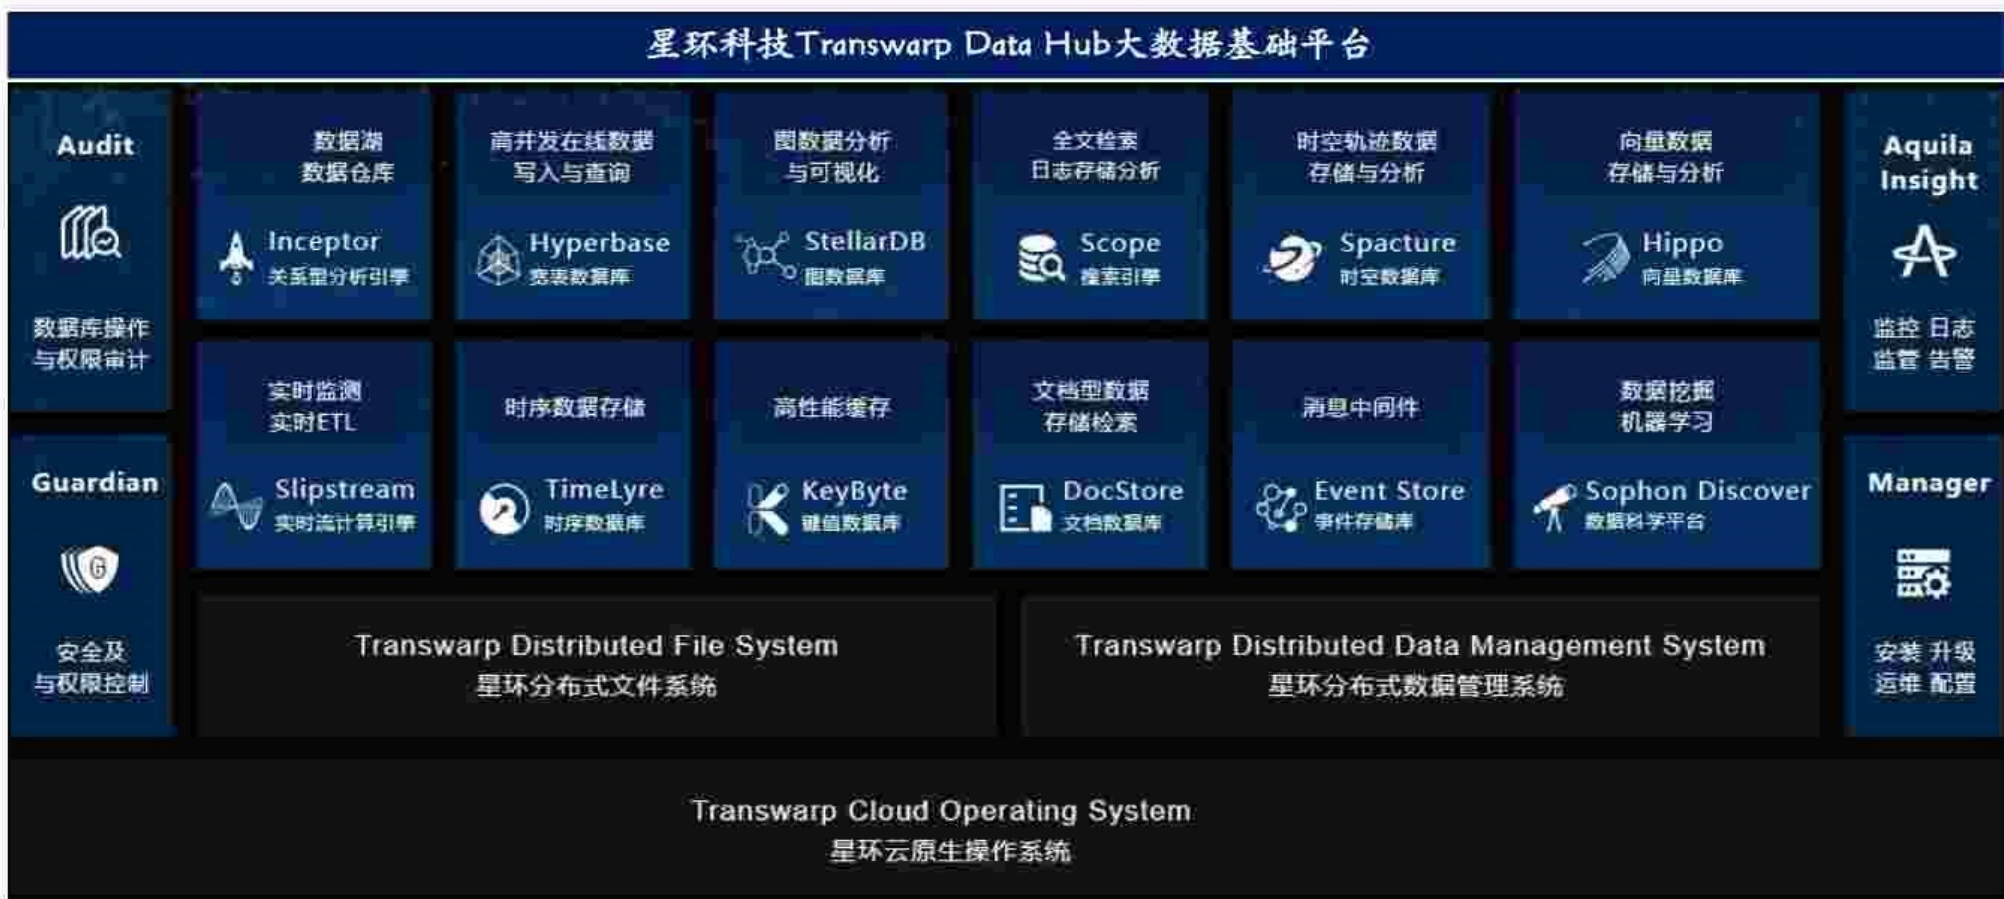 星环科技Transwarp Data Hub大数据基础平台
Audit
数据库操作
与权限审计
Guardian
安全及
与权限控制
数据湖
数据仓库
Inceptor
关系型分析引擎
高并发在线数据
写入与查询
Hyperbase
宽表数据库
图数据分析
与可视化
StellarDB
图数据库
全文检索
日志存储分析
Scope
搜索引擎
时空轨迹数据
存储与分析
Spacture
时空数据库
向量数据
存储与分析
Hippo
向量数据库
实时监测
实时ETL
Slipstream
实时流计算引擎
时序数据存储
TimeLyre
时序数据库
高性能缓存
KeyByte
键值数据库
文档型数据
存储检索
DocStore
文档数据库
消息中间件
Event Store
事件存储库
数据挖掘
机器学习
Sophon Discover
数据科学平台
Aquila
Insight
监控 日志
监管 告警
Manager
安装 升级
运维 配置
Transwarp Distributed File System
星环分布式文件系统
Transwarp Distributed Data Management System
星环分布式数据管理系统
Transwarp Cloud Operating System
星环云原生操作系统